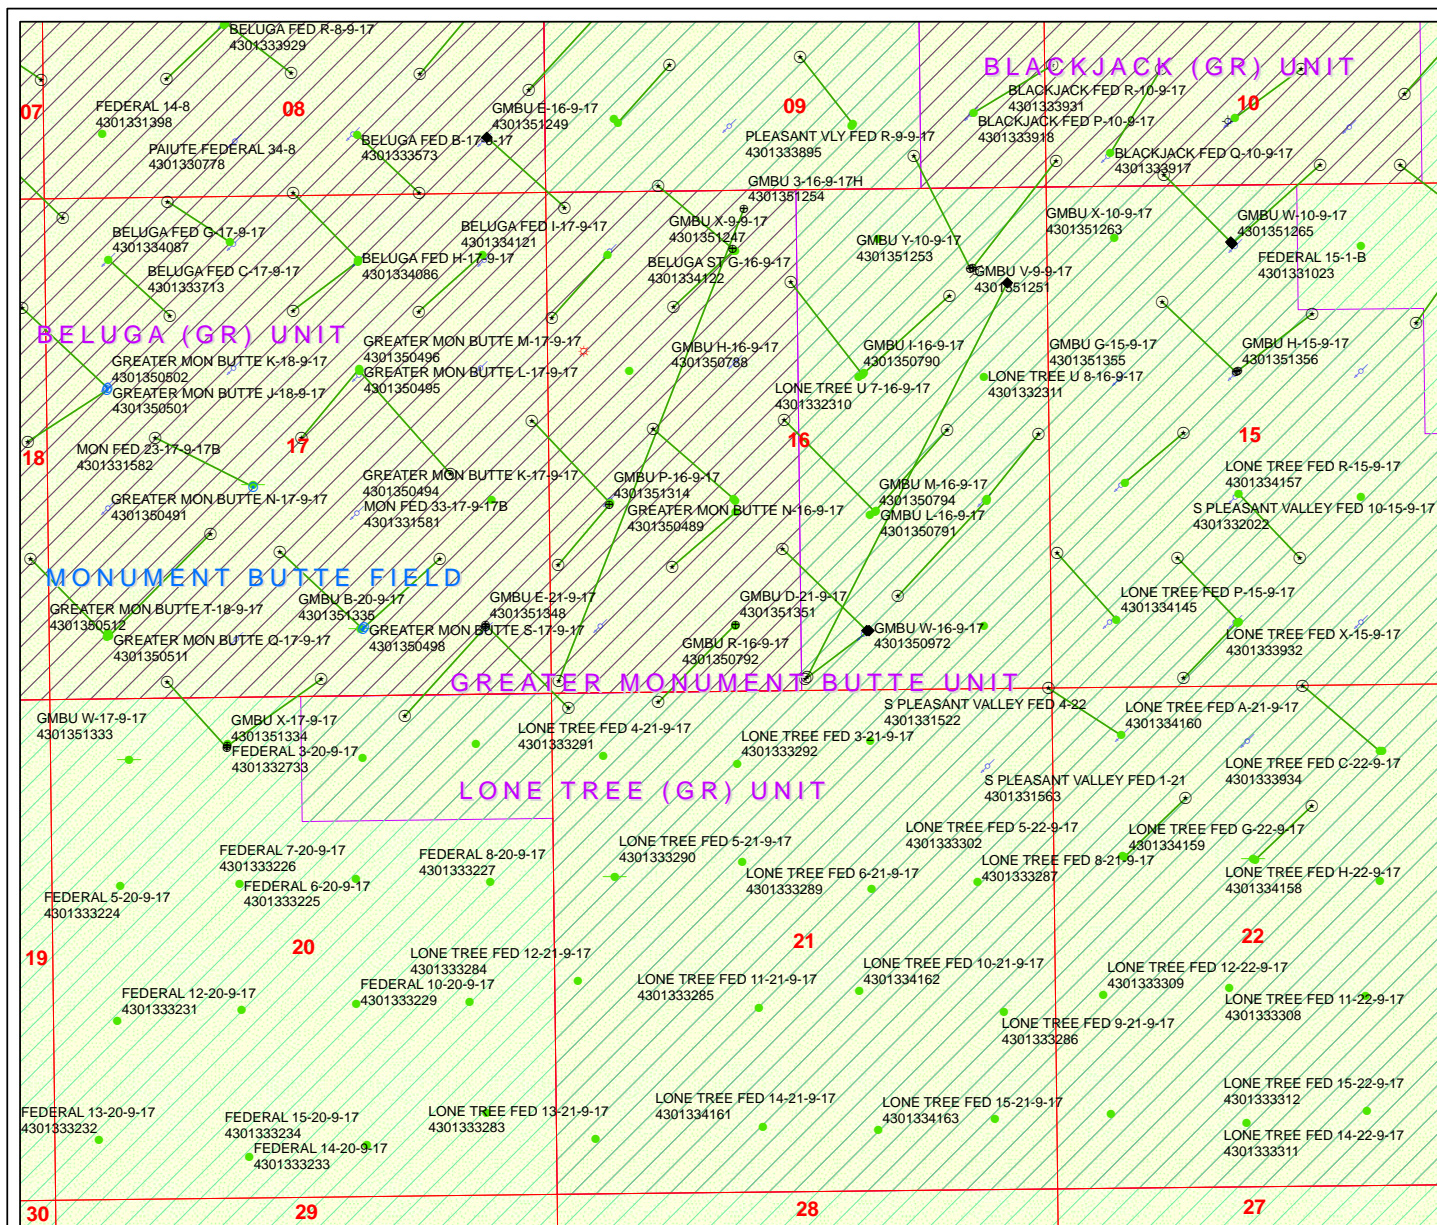 BELUGA FED R-8-9-17
4301333929
BLACKJACK (GR) UNIT
07
08
09
10
FEDERAL 14-8
4301331398
GMBU E-16-9-17
4301351249
BLACKJACK FED R-10-9-17
4301333931
BLACKJACK FED P-10-9-17
4301333918
PAIUTE FEDERAL 34-8
4301330778
BELUGA FED B-17-9-17
4301333573
PLEASANT VLY FED R-9-9-17
4301333895
BLACKJACK FED Q-10-9-17
4301333917
GMBU 3-16-9-17H
4301351254
BELUGA FED G-17-9-17
4301334087
BELUGA FED I-17-9-17
4301334121
GMBU X-9-9-17
4301351247
GMBU Y-10-9-17
4301351253
GMBU X-10-9-17
4301351263
GMBU W-10-9-17
4301351265
BELUGA FED C-17-9-17
4301333713
BELUGA FED H-17-9-17
4301334086
BELUGA ST G-16-9-17
4301334122
GMBU V-9-9-17
4301351251
FEDERAL 15-1-B
4301331023
BELUGA (GR) UNIT
GREATER MON BUTTE M-17-9-17
4301350496
GMBU H-16-9-17
4301350788
GMBU I-16-9-17
4301350790
GMBU G-15-9-17
4301351355
GMBU H-15-9-17
4301351356
GREATER MON BUTTE K-18-9-17
4301350502
GREATER MON BUTTE L-17-9-17
4301350495
LONE TREE U 7-16-9-17
4301332310
LONE TREE U 8-16-9-17
4301332311
GREATER MON BUTTE J-18-9-17
4301350501
18
17
16
15
MON FED 23-17-9-17B
4301331582
GREATER MON BUTTE K-17-9-17
4301350494
GMBU P-16-9-17
4301351314
GMBU M-16-9-17
4301350794
LONE TREE FED R-15-9-17
4301334157
GREATER MON BUTTE N-17-9-17
4301350491
MON FED 33-17-9-17B
4301331581
GREATER MON BUTTE N-16-9-17
4301350489
GMBU L-16-9-17
4301350791
S PLEASANT VALLEY FED 10-15-9-17
4301332022
MONUMENT BUTTE FIELD
GREATER MON BUTTE T-18-9-17
4301350512
GMBU B-20-9-17
4301351335
GMBU E-21-9-17
4301351348
GMBU D-21-9-17
4301351351
LONE TREE FED P-15-9-17
4301334145
GREATER MON BUTTE Q-17-9-17
4301350511
GREATER MON BUTTE S-17-9-17
4301350498
GMBU R-16-9-17
4301350792
GMBU W-16-9-17
4301350972
LONE TREE FED X-15-9-17
4301333932
GREATER MONUMENT BUTTE UNIT
GMBU W-17-9-17
4301351333
GMBU X-17-9-17
4301351334
LONE TREE FED 4-21-9-17
4301333291
S PLEASANT VALLEY FED 4-22
4301331522
LONE TREE FED A-21-9-17
4301334160
FEDERAL 3-20-9-17
4301332733
LONE TREE FED 3-21-9-17
4301333292
S PLEASANT VALLEY FED 1-21
4301331563
LONE TREE FED C-22-9-17
4301333934
LONE TREE (GR) UNIT
FEDERAL 7-20-9-17
4301333226
FEDERAL 8-20-9-17
4301333227
LONE TREE FED 5-21-9-17
4301333290
LONE TREE FED 5-22-9-17
4301333302
LONE TREE FED G-22-9-17
4301334159
FEDERAL 5-20-9-17
4301333224
FEDERAL 6-20-9-17
4301333225
LONE TREE FED 6-21-9-17
4301333289
LONE TREE FED 8-21-9-17
4301333287
LONE TREE FED H-22-9-17
4301334158
19
20
21
22
FEDERAL 12-20-9-17
4301333231
LONE TREE FED 12-21-9-17
4301333284
FEDERAL 10-20-9-17
4301333229
LONE TREE FED 11-21-9-17
4301333285
LONE TREE FED 10-21-9-17
4301334162
LONE TREE FED 12-22-9-17
4301333309
LONE TREE FED 9-21-9-17
4301333286
LONE TREE FED 11-22-9-17
4301333308
FEDERAL 13-20-9-17
4301333232
FEDERAL 15-20-9-17
4301333234
FEDERAL 14-20-9-17
4301333233
LONE TREE FED 13-21-9-17
4301333283
LONE TREE FED 14-21-9-17
4301334161
LONE TREE FED 15-21-9-17
4301334163
LONE TREE FED 15-22-9-17
4301333312
LONE TREE FED 14-22-9-17
4301333311
30
29
28
27